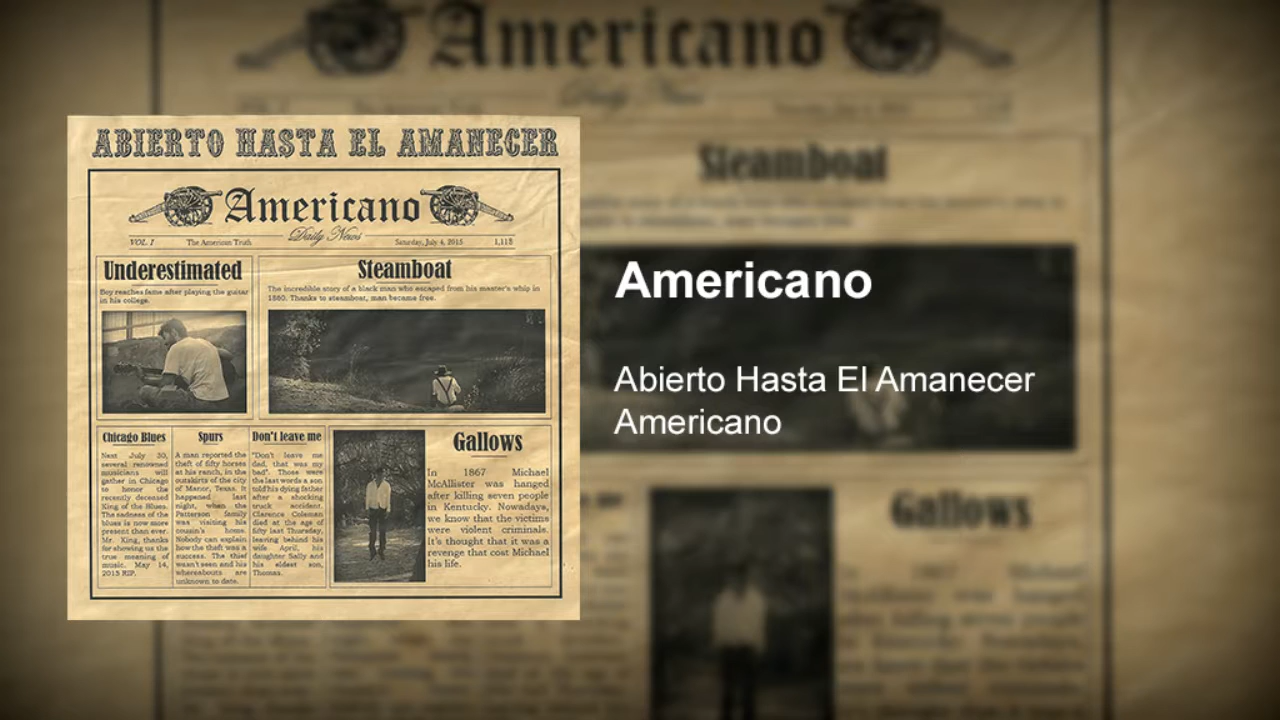 ABIERTO HASTA EL AMANECER
Americano
Daily News
VOL. I The American Truth Saturday, July 4, 2015 1,11$
Underestimated
Boy reaches fame after playing the guitar
in his college.
Steamboat
The incredible story of a black man who escaped from his master's whip in
1860. Thanks to steamboat, man became free.
Chicago Blues
Next July 30,
several renowned
musicians will
gather in Chicago
to honor the
recently deceased
King of the Blues.
The sadness of the
blues is now more
present than ever.
Mr. King, thanks
for showing us the
true meaning of
music. May 14,
2015 RIP.
Spurs
A man reported the
theft of fifty horses
at his ranch, in the
outskirts of the city
of Manor, Texas. It
happened last
night, when the
Patterson family
was visiting his
cousin's home.
Nobody can explain
how the theft was a
success. The thief
wasn't seen and his
whereabouts are
unknown to date.
Don't leave me
"Don't leave me
dad, that was my
bad". Those were
the last words a son
told his dying father
after a shocking
truck accident.
Clarence Coleman
died at the age of
fifty last Thursday,
leaving behind his
wife April, his
daughter Sally and
his eldest son,
Thomas.
Gallows
In 1867 Michael
McAllister was hanged
after killing seven people
in Kentucky. Nowadays,
we know that the victims
were violent criminals.
It's thought that it was a
revenge that cost Michael
his life.
Americano
Abierto Hasta El Amanecer
Americano
Americano
Daily News
Steamboat
Gallows